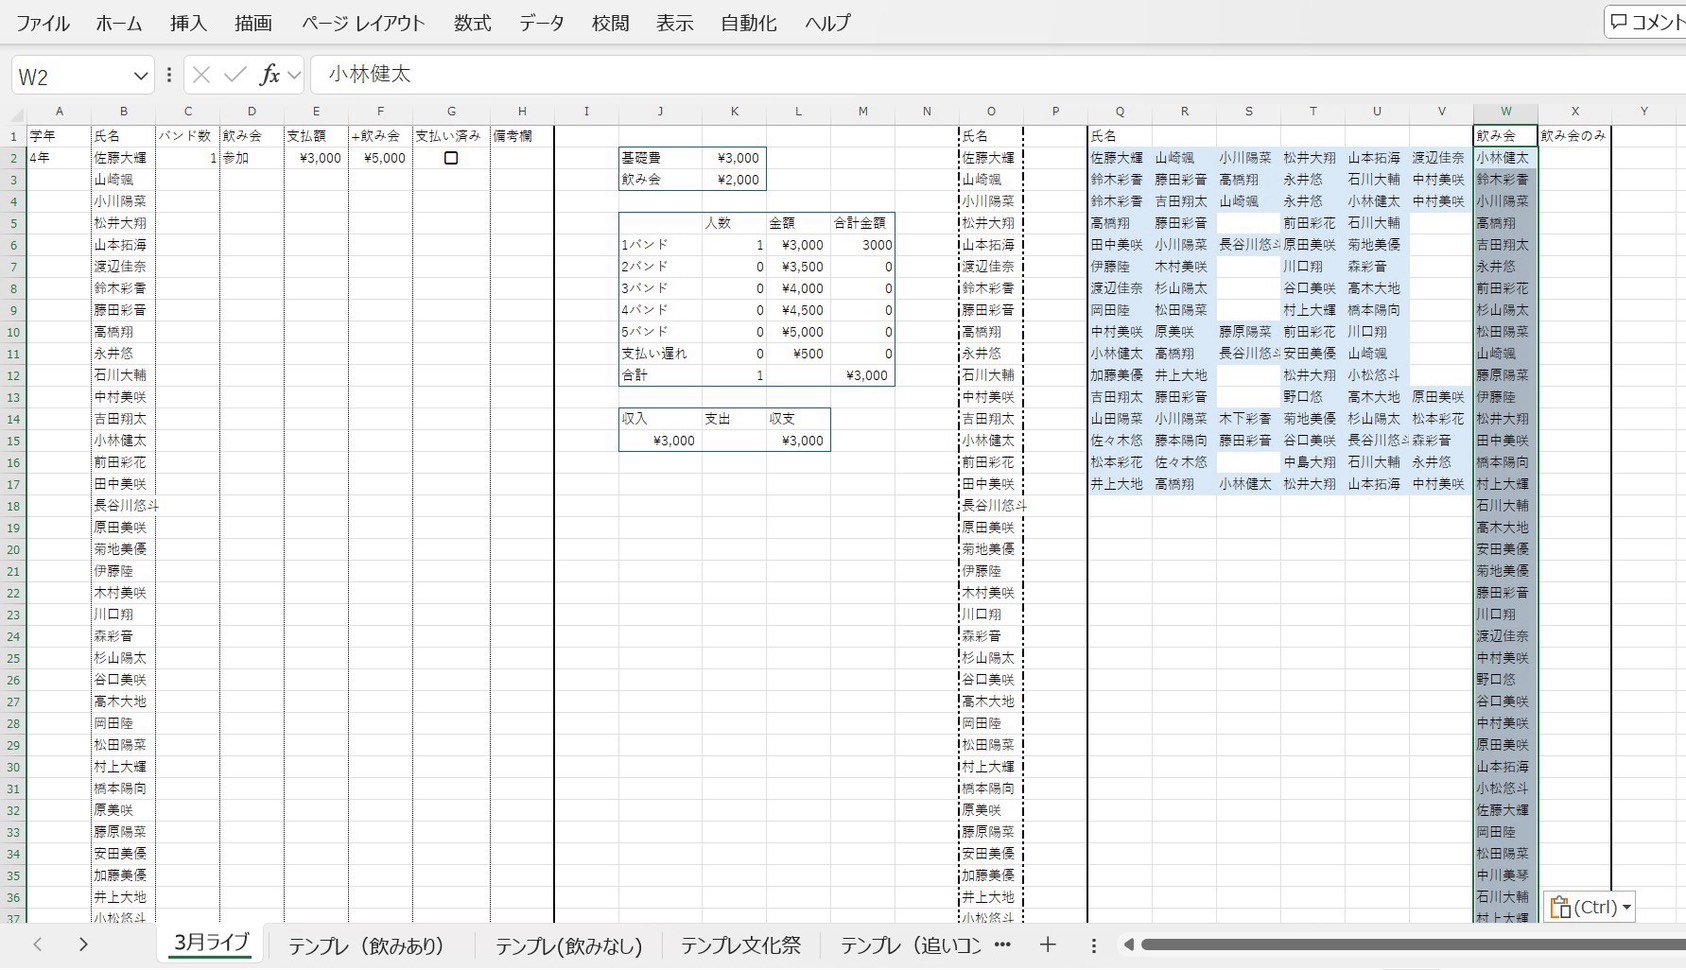 ファイル ホーム 挿入 描画 ページ レイアウト 数式 データ 校閲 表示 自動化 ヘルプ コメント
W2 fx 小林健太
A B C D E F G H I J K L M N O P Q R S T U V W X Y
1 学年 氏名 バンド数 飲み会 支払額 +飲み会 支払い済み 備考欄 氏名 氏名 飲み会 飲み会のみ
2 4年 佐藤大輝 1 参加 ¥3,000 ¥5,000 基礎費 ¥3,000 佐藤大輝 佐藤大輝 山崎颯 小川陽菜 松井大翔 山本拓海 渡辺佳奈 小林健太
3 山崎颯 飲み会 ¥2,000 山崎颯 鈴木彩香 藤田彩音 高橋翔 永井悠 石川大輔 中村美咲 鈴木彩香
4 小川陽菜 小川陽菜 鈴木彩香 吉田翔太 山崎颯 永井悠 小林健太 中村美咲 小川陽菜
5 松井大翔 人数 金額 合計金額 松井大翔 高橋翔 藤田彩音 前田彩花 石川大輔 高橋翔
6 山本拓海 1バンド 1 ¥3,000 3000 山本拓海 田中美咲 小川陽菜 長谷川悠斗 原田美咲 菊地美優 吉田翔太
7 渡辺佳奈 2バンド 0 ¥3,500 0 渡辺佳奈 伊藤陸 木村美咲 川口翔 森彩音 永井悠
8 鈴木彩香 3バンド 0 ¥4,000 0 鈴木彩香 渡辺佳奈 杉山陽太 谷口美咲 高木大地 前田彩花
9 藤田彩音 4バンド 0 ¥4,500 0 藤田彩音 岡田陸 松田陽菜 村上大輝 橋本陽向 杉山陽太
10 高橋翔 5バンド 0 ¥5,000 0 高橋翔 中村美咲 原美咲 藤原陽菜 前田彩花 川口翔 松田陽菜
11 永井悠 支払い遅れ 0 ¥500 0 永井悠 小林健太 高橋翔 長谷川悠斗 安田美優 山崎颯 山崎颯
12 石川大輔 合計 1 ¥3,000 石川大輔 加藤美優 井上大地 松井大翔 小松悠斗 藤原陽菜
13 中村美咲 中村美咲 吉田翔太 藤田彩音 野口悠 高木大地 原田美咲 伊藤陸
14 吉田翔太 収入 支出 収支 吉田翔太 山田陽菜 小川陽菜 木下彩香 菊地美優 杉山陽太 松本彩花 松井大翔
15 小林健太 ¥3,000 ¥3,000 小林健太 佐々木悠 藤本陽向 藤田彩音 谷口美咲 長谷川悠斗 森彩音 田中美咲
16 前田彩花 前田彩花 松本彩花 佐々木悠 中島大翔 石川大輔 永井悠 橋本陽向
17 田中美咲 田中美咲 井上大地 高橋翔 小林健太 松井大翔 山本拓海 中村美咲 村上大輝
18 長谷川悠斗 長谷川悠斗 石川大輔
19 原田美咲 原田美咲 高木大地
20 菊地美優 菊地美優 安田美優
21 伊藤陸 伊藤陸 菊地美優
22 木村美咲 木村美咲 藤田彩音
23 川口翔 川口翔 川口翔
24 森彩音 森彩音 渡辺佳奈
25 杉山陽太 杉山陽太 中村美咲
26 谷口美咲 谷口美咲 野口悠
27 高木大地 高木大地 谷口美咲
28 岡田陸 岡田陸 中村美咲
29 松田陽菜 松田陽菜 原田美咲
30 村上大輝 村上大輝 山本拓海
31 橋本陽向 橋本陽向 小松悠斗
32 原美咲 原美咲 佐藤大輝
33 藤原陽菜 藤原陽菜 岡田陸
34 安田美優 安田美優 松田陽菜
35 加藤美優 加藤美優 中川美琴
36 井上大地 井上大地 石川大輔
37 小松悠斗 小松悠斗 村上大輝
(Ctrl)
3月ライブ テンプレ（飲みあり） テンプレ(飲みなし) テンプレ文化祭 テンプレ（追いコン ...